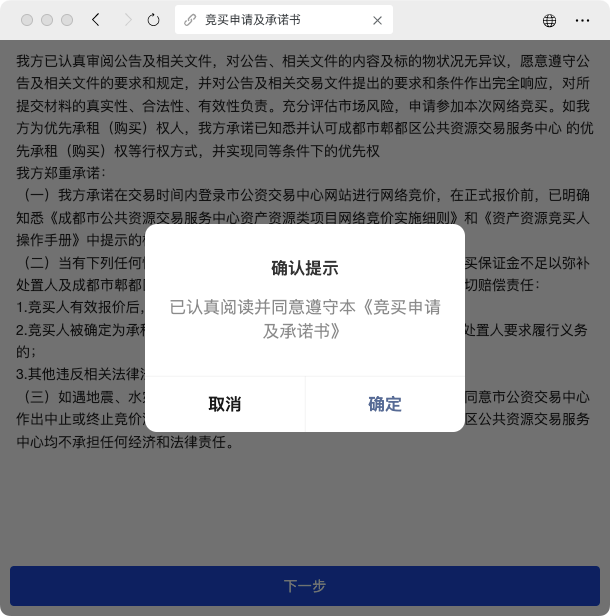 竞买申请及承诺书
我方已认真审阅公告及相关文件，对公告、相关文件的内容及标的物状况无异议，愿意遵守公
告及相关文件的要求和规定，并对公告及相关交易文件提出的要求和条件作出完全响应，对所
提交材料的真实性、合法性、有效性负责。充分评估市场风险，申请参加本次网络竞买。如我
方为优先承租（购买）权人，我方承诺已知悉并认可成都市郫都区公共资源交易服务中心 的优
先承租（购买）权等行权方式，并实现同等条件下的优先权
我方郑重承诺：
（一）我方承诺在交易时间内登录市公资交易中心网站进行网络竞价，在正式报价前，已明确
知悉《成都市公共资源交易服务中心资产资源类项目网络竞价实施细则》和《资产资源竞买人
操作手册》中提示的
（二）当有下列任何 买保证金不足以弥补
处置人及成都市郫都 切赔偿责任：
1.竞买人有效报价后，
2.竞买人被确定为承 处置人要求履行义务
的；
3.其他违反相关法律
（三）如遇地震、水 同意市公资交易中心
作出中止或终止竞价 区公共资源交易服务
中心均不承担任何经济和法律责任。
确认提示
已认真阅读并同意遵守本《竞买申请
及承诺书》
取消 确定
下一步